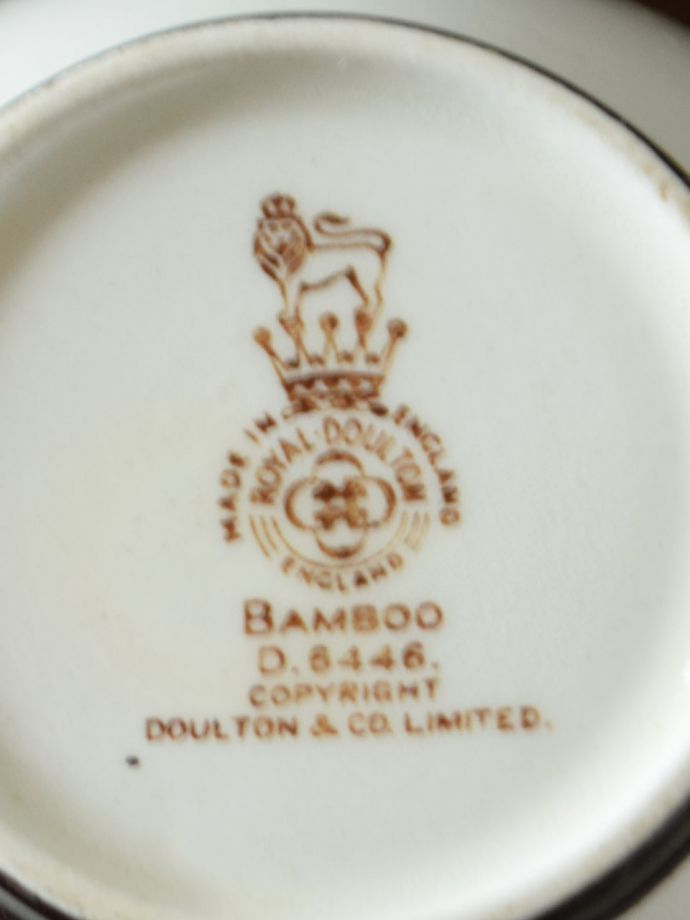 MADE IN ENGLAND
ROYAL·DOULTON
ENGLAND
BAMBOO
D. 6446.
COPYRIGHT
DOULTON & CO. LIMITED.